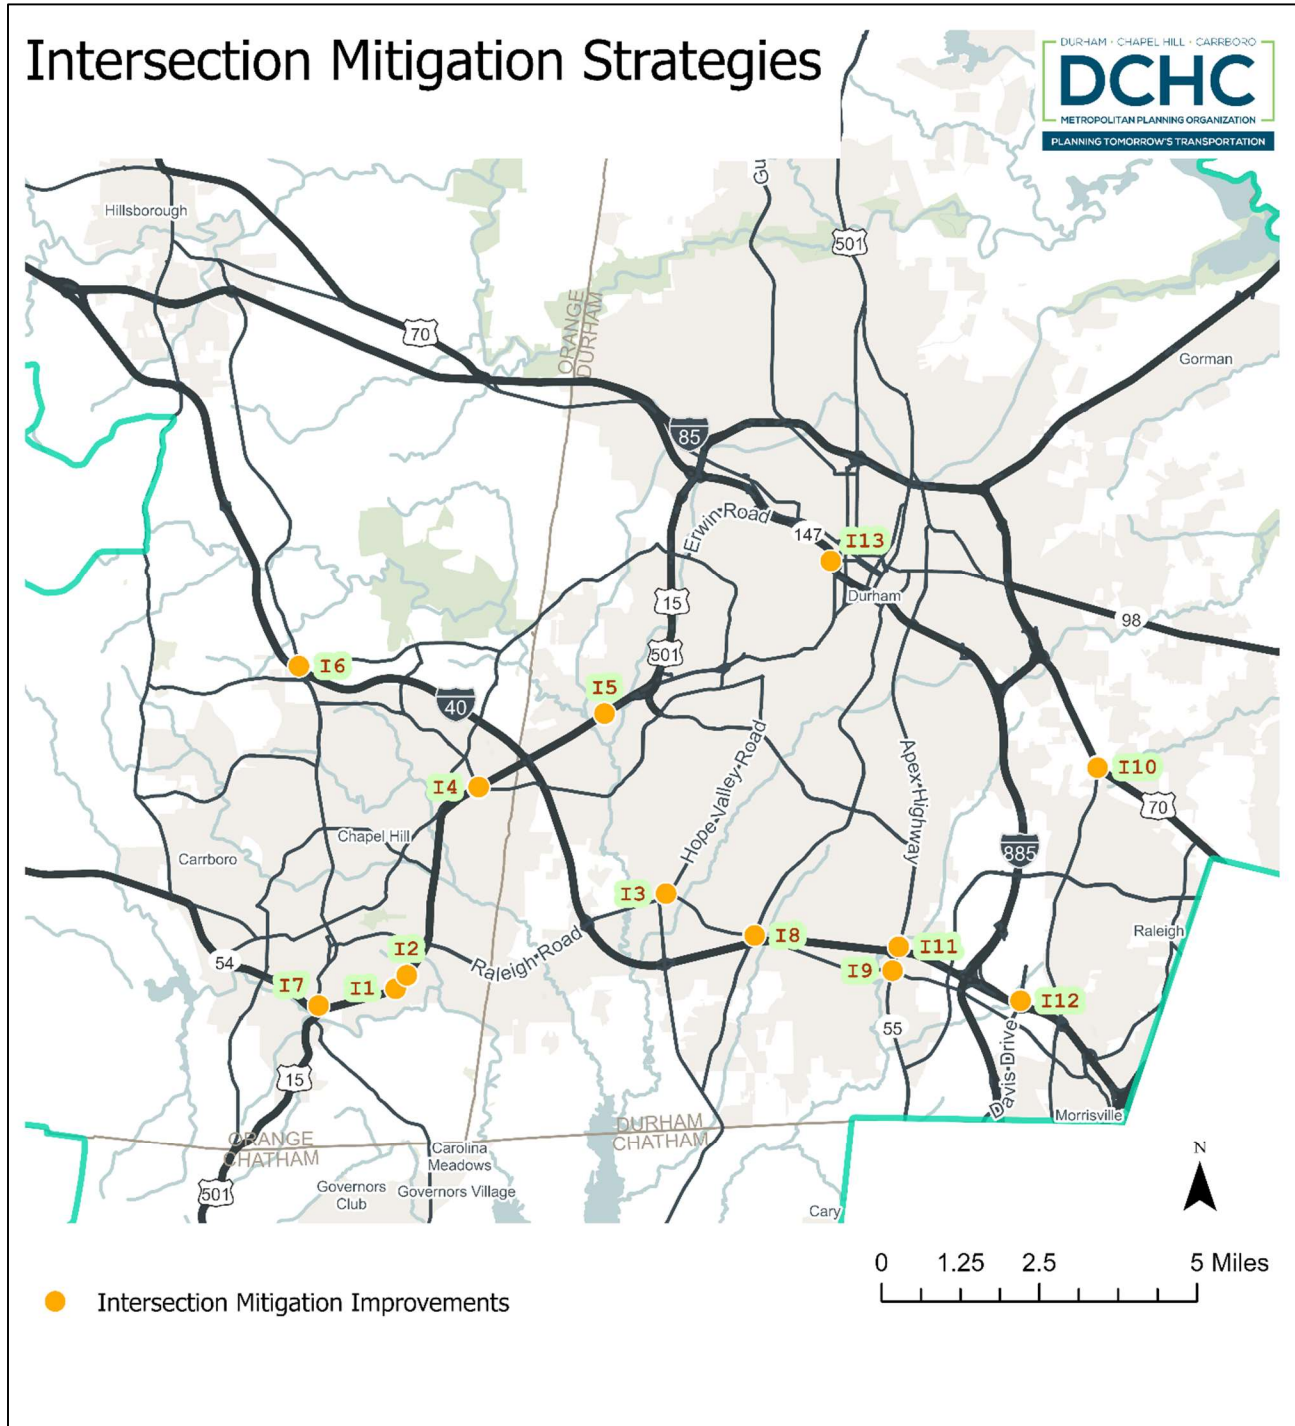 Intersection Mitigation Strategies
DURHAM · CHAPEL HILL · CARRBORO
DCHC
METROPOLITAN PLANNING ORGANIZATION
PLANNING TOMORROW'S TRANSPORTATION
Gu
Hillsborough
501
70
ORANGE
DURHAM
Gorman
85
Erwin Road
147
I13
Durham
15
98
501
I6
I5
40
Hope Valley Road
Apex Highway
I10
I4
70
Chapel Hill
885
Carrboro
I3
Raleigh
I2
Raleigh Road
I8
I11
54
I9
I7
I1
I12
55
Davis Drive
15
Morrisville
DURHAM
CHATHAM
ORANGE
CHATHAM
Carolina
Meadows
N
501
Governors
Club
Governors Village
Cary
0 1.25 2.5 5 Miles
Intersection Mitigation Improvements